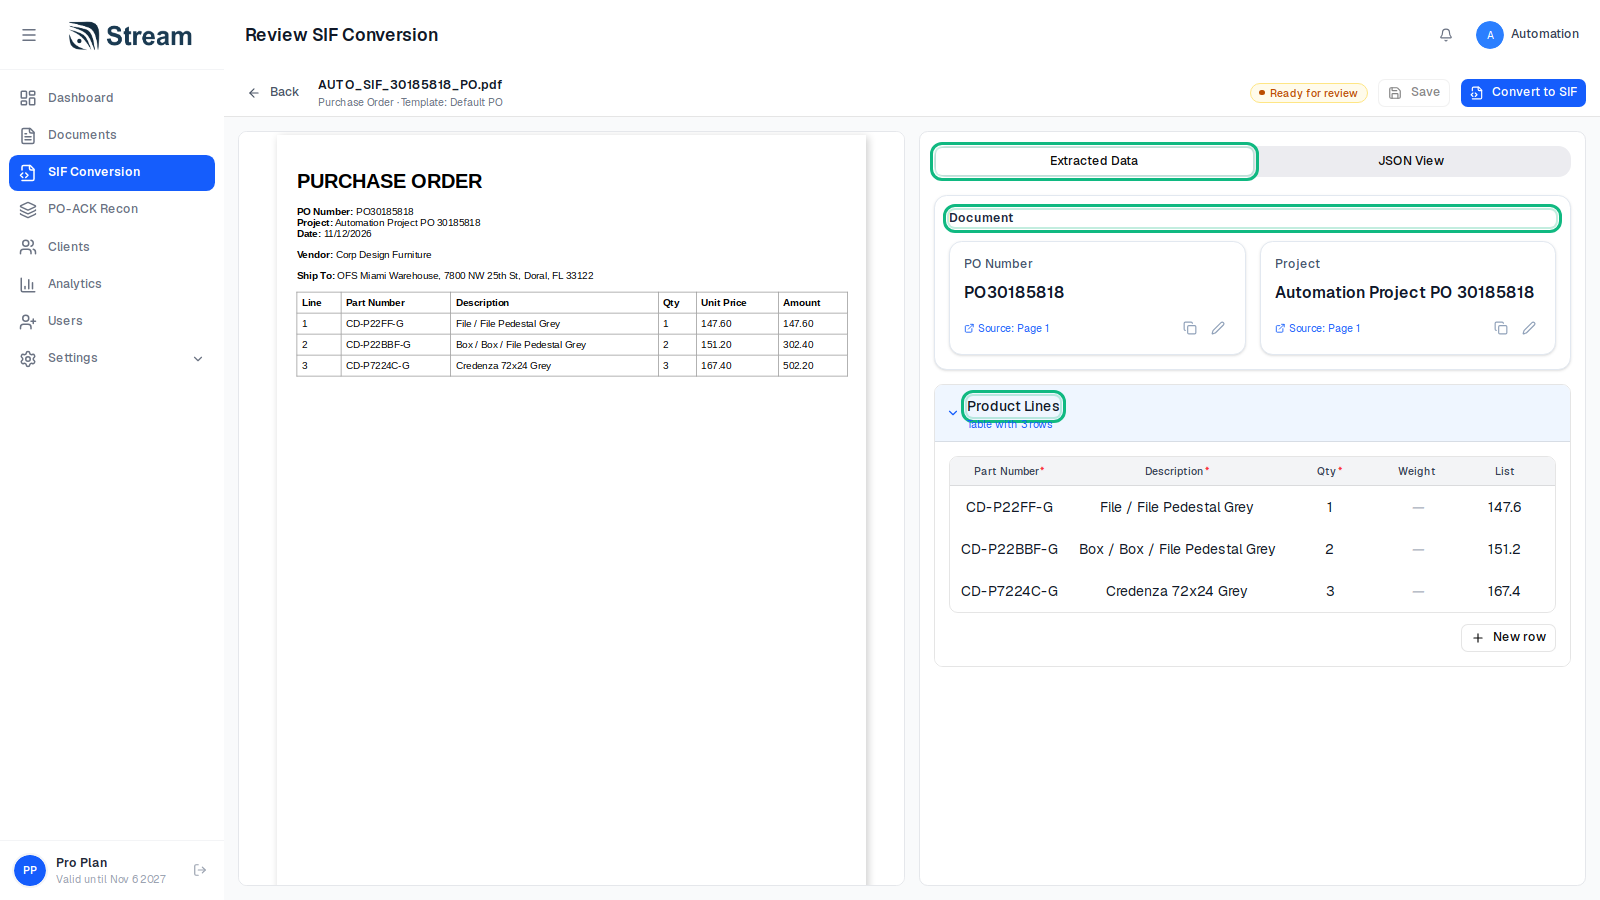 Stream
Review SIF Conversion
A
Automation
Dashboard
Documents
SIF Conversion
PO-ACK Recon
Clients
Analytics
Users
Settings
PP
Pro Plan
Valid until Nov 6 2027
Back
AUTO_SIF_30185818_PO.pdf
Purchase Order · Template: Default PO
Ready for review
Save
Convert to SIF
PURCHASE ORDER
PO Number: PO30185818
Project: Automation Project PO 30185818
Date: 11/12/2026
Vendor: Corp Design Furniture
Ship To: OFS Miami Warehouse, 7800 NW 25th St, Doral, FL 33122
Line Part Number Description Qty Unit Price Amount
1 CD-P22FF-G File / File Pedestal Grey 1 147.60 147.60
2 CD-P22BBF-G Box / Box / File Pedestal Grey 2 151.20 302.40
3 CD-P7224C-G Credenza 72x24 Grey 3 167.40 502.20
Extracted Data
JSON View
Document
PO Number
PO30185818
Source: Page 1
Project
Automation Project PO 30185818
Source: Page 1
Product Lines
Table with 3 rows
Part Number* Description* Qty* Weight List
CD-P22FF-G File / File Pedestal Grey 1 — 147.6
CD-P22BBF-G Box / Box / File Pedestal Grey 2 — 151.2
CD-P7224C-G Credenza 72x24 Grey 3 — 167.4
New row